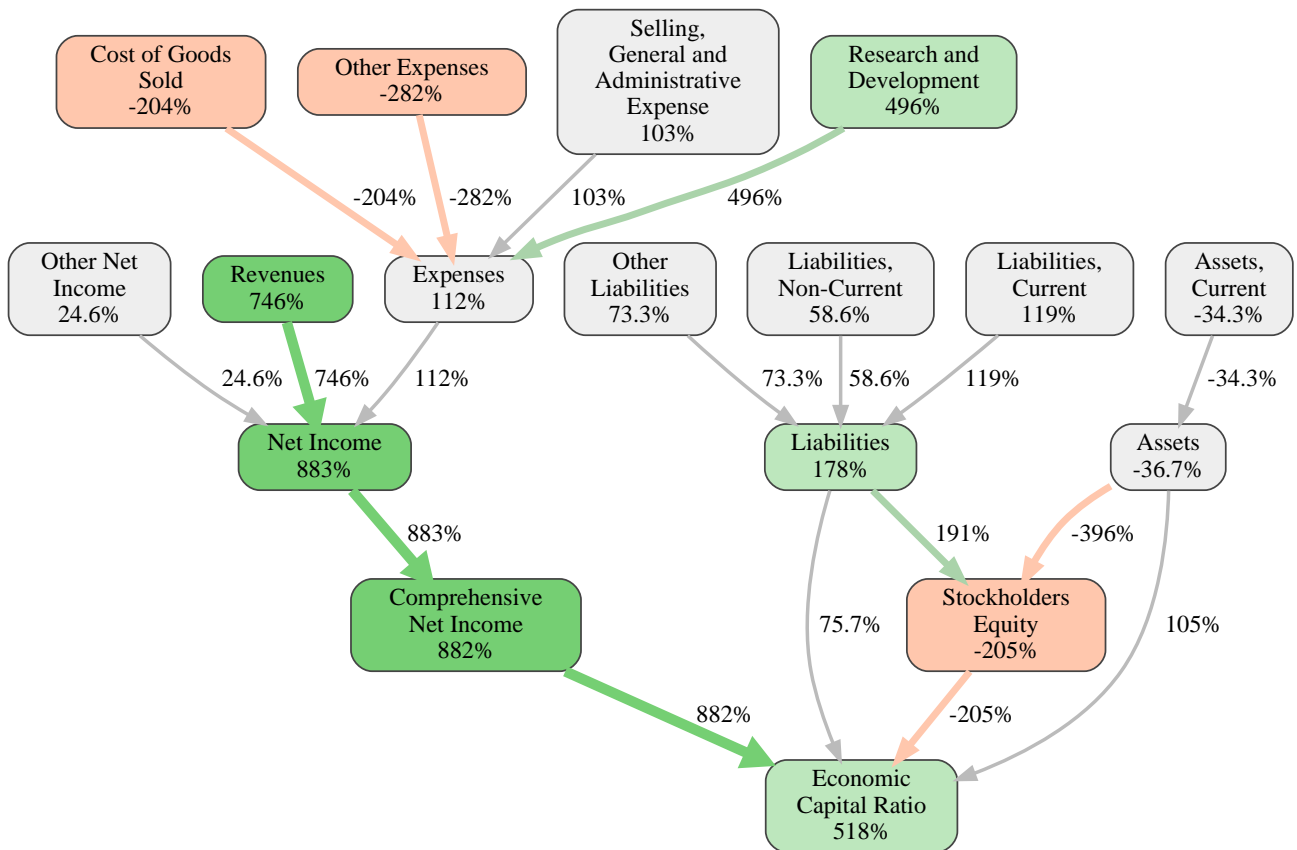 Cost of Goods
Sold
-204%
Other Expenses
-282%
Selling,
General and
Administrative
Expense
103%
Research and
Development
496%
-204%
-282%
103%
496%
Other Net
Income
24.6%
Revenues
746%
Expenses
112%
Other
Liabilities
73.3%
Liabilities,
Non-Current
58.6%
Liabilities,
Current
119%
Assets,
Current
-34.3%
24.6%
746%
112%
73.3%
58.6%
119%
-34.3%
Net Income
883%
Liabilities
178%
Assets
-36.7%
883%
191%
-396%
Comprehensive
Net Income
882%
75.7%
Stockholders
Equity
-205%
105%
882%
-205%
Economic
Capital Ratio
518%